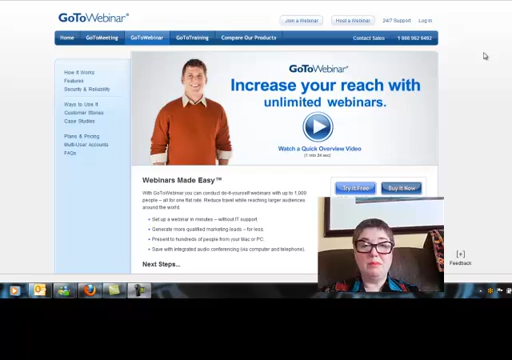 GoToWebinar
Join a Webinar
Host a Webinar
24/7 Support
Log in
Home
GoToMeeting
GoToWebinar
GoToTraining
Compare Our Products
Contact Sales
How It Works
Features
Security & Reliability
Ways to Use It
Customer Stories
Case Studies
Plans & Pricing
Multi-User Accounts
FAQs
GoToWebinar
Increase your reach with
unlimited webinars.
Watch a Quick Overview Video
Webinars Made Easy™
With GoToWebinar you can conduct do-it-yourself webinars with up to 1,000
people – all for one flat rate. Reduce travel while reaching larger audiences
around the world.
Set up a webinar in minutes – without IT support
Generate more qualified marketing leads – for less
Present to hundreds of people from your Mac or PC
Save with integrated audio conferencing (via computer and telephone).
Next Steps...
Try It Free
Buy It Now
[+]
Feedback